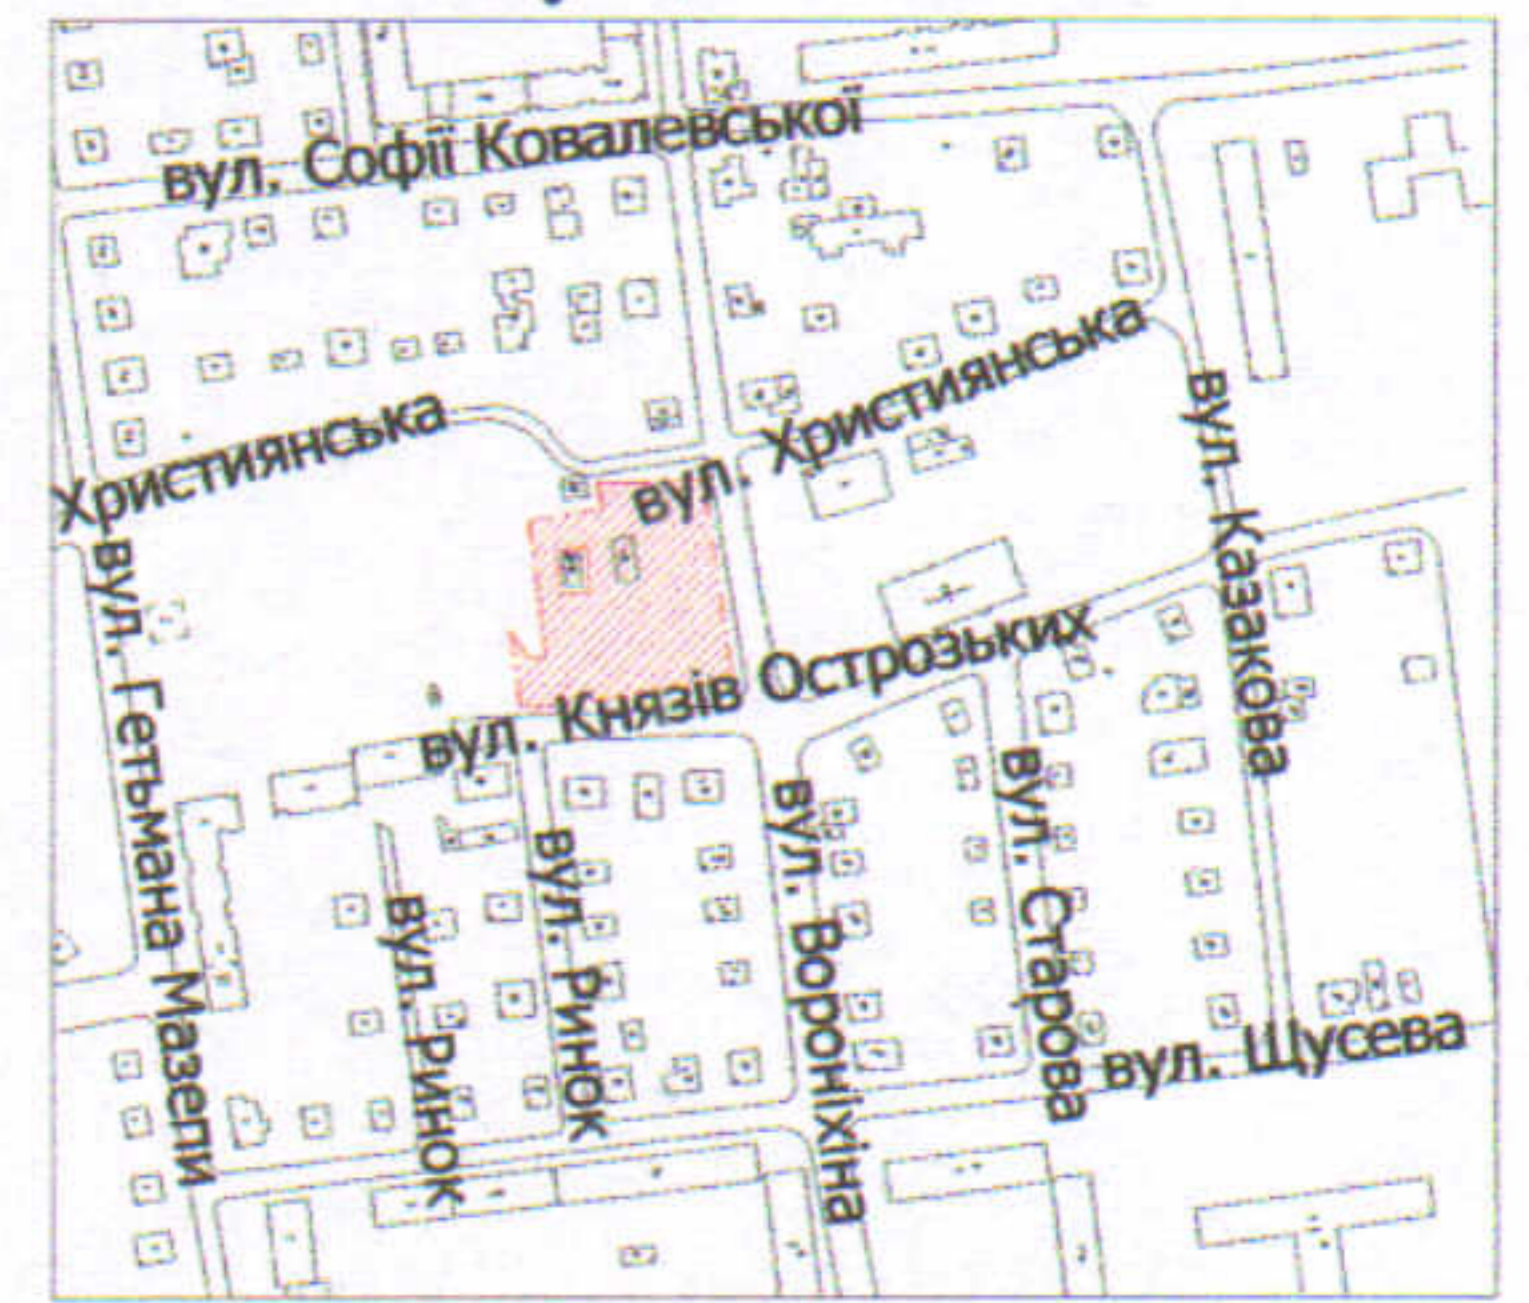 вул. Софії Ковалевської
вул. Християнська
Християнська
вул. Казакова
вул. Гетьмана Мазепи
вул. Князів Острозьких
вул. Ринок
вул. Ринок
вул. Вороніхіна
вул. Старова
вул. Щусева